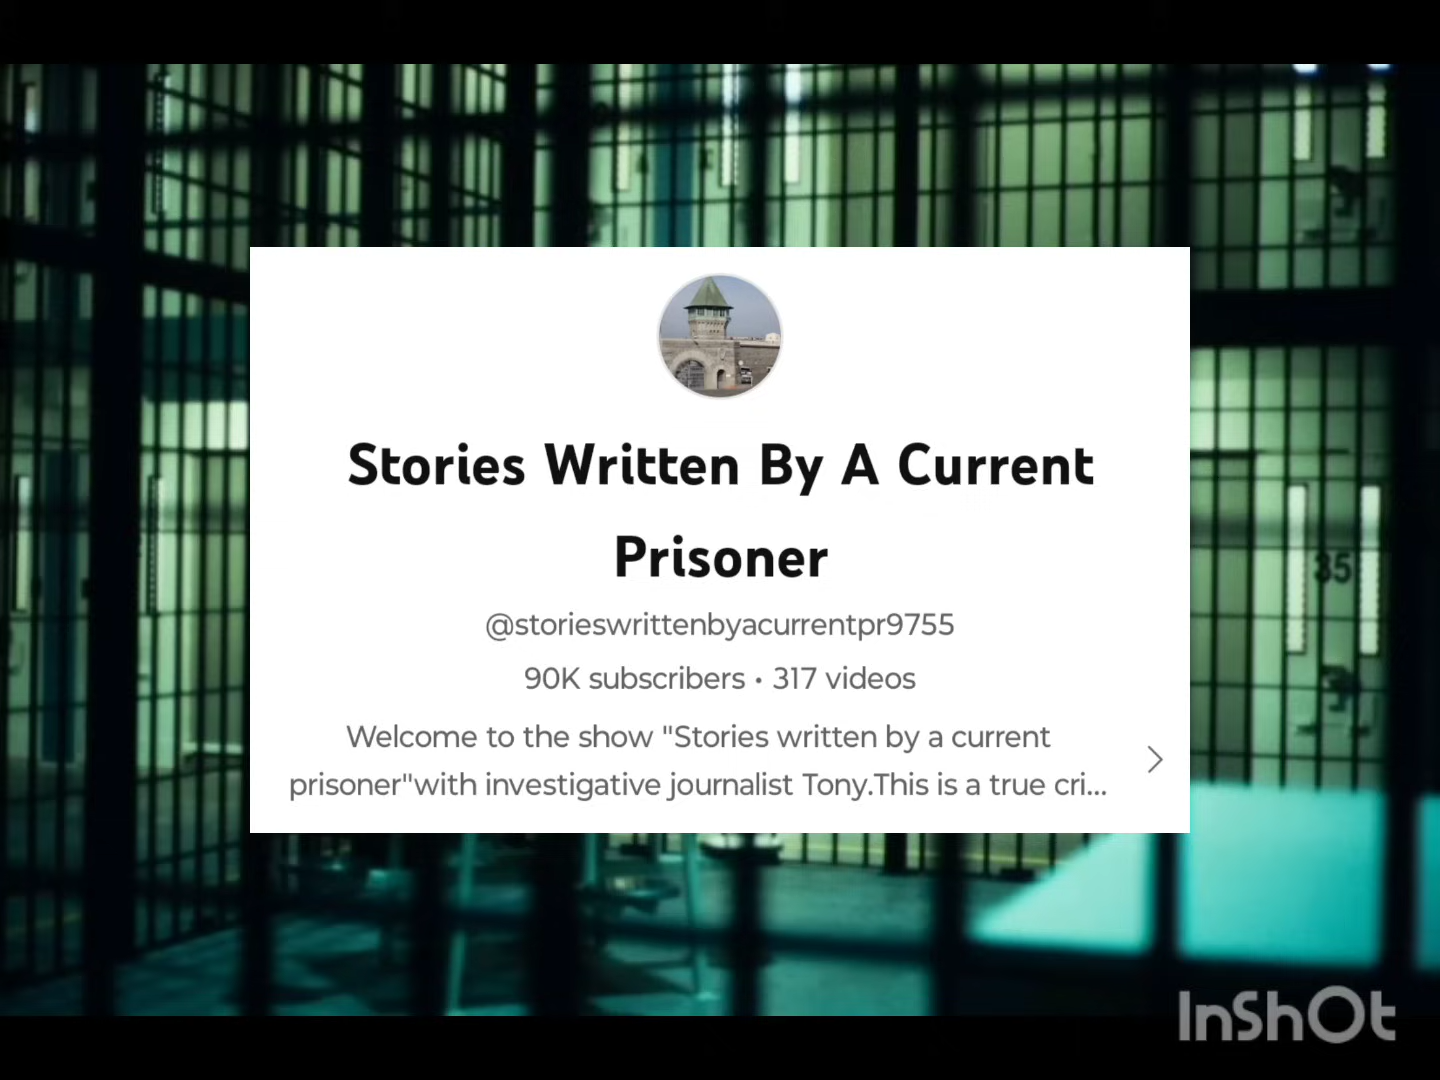 Stories Written By A Current
Prisoner
@storieswrittenbyacurrentpr9755
90K subscribers • 317 videos
Welcome to the show "Stories written by a current
prisoner"with investigative journalist Tony.This is a true cri...
35
InShOt